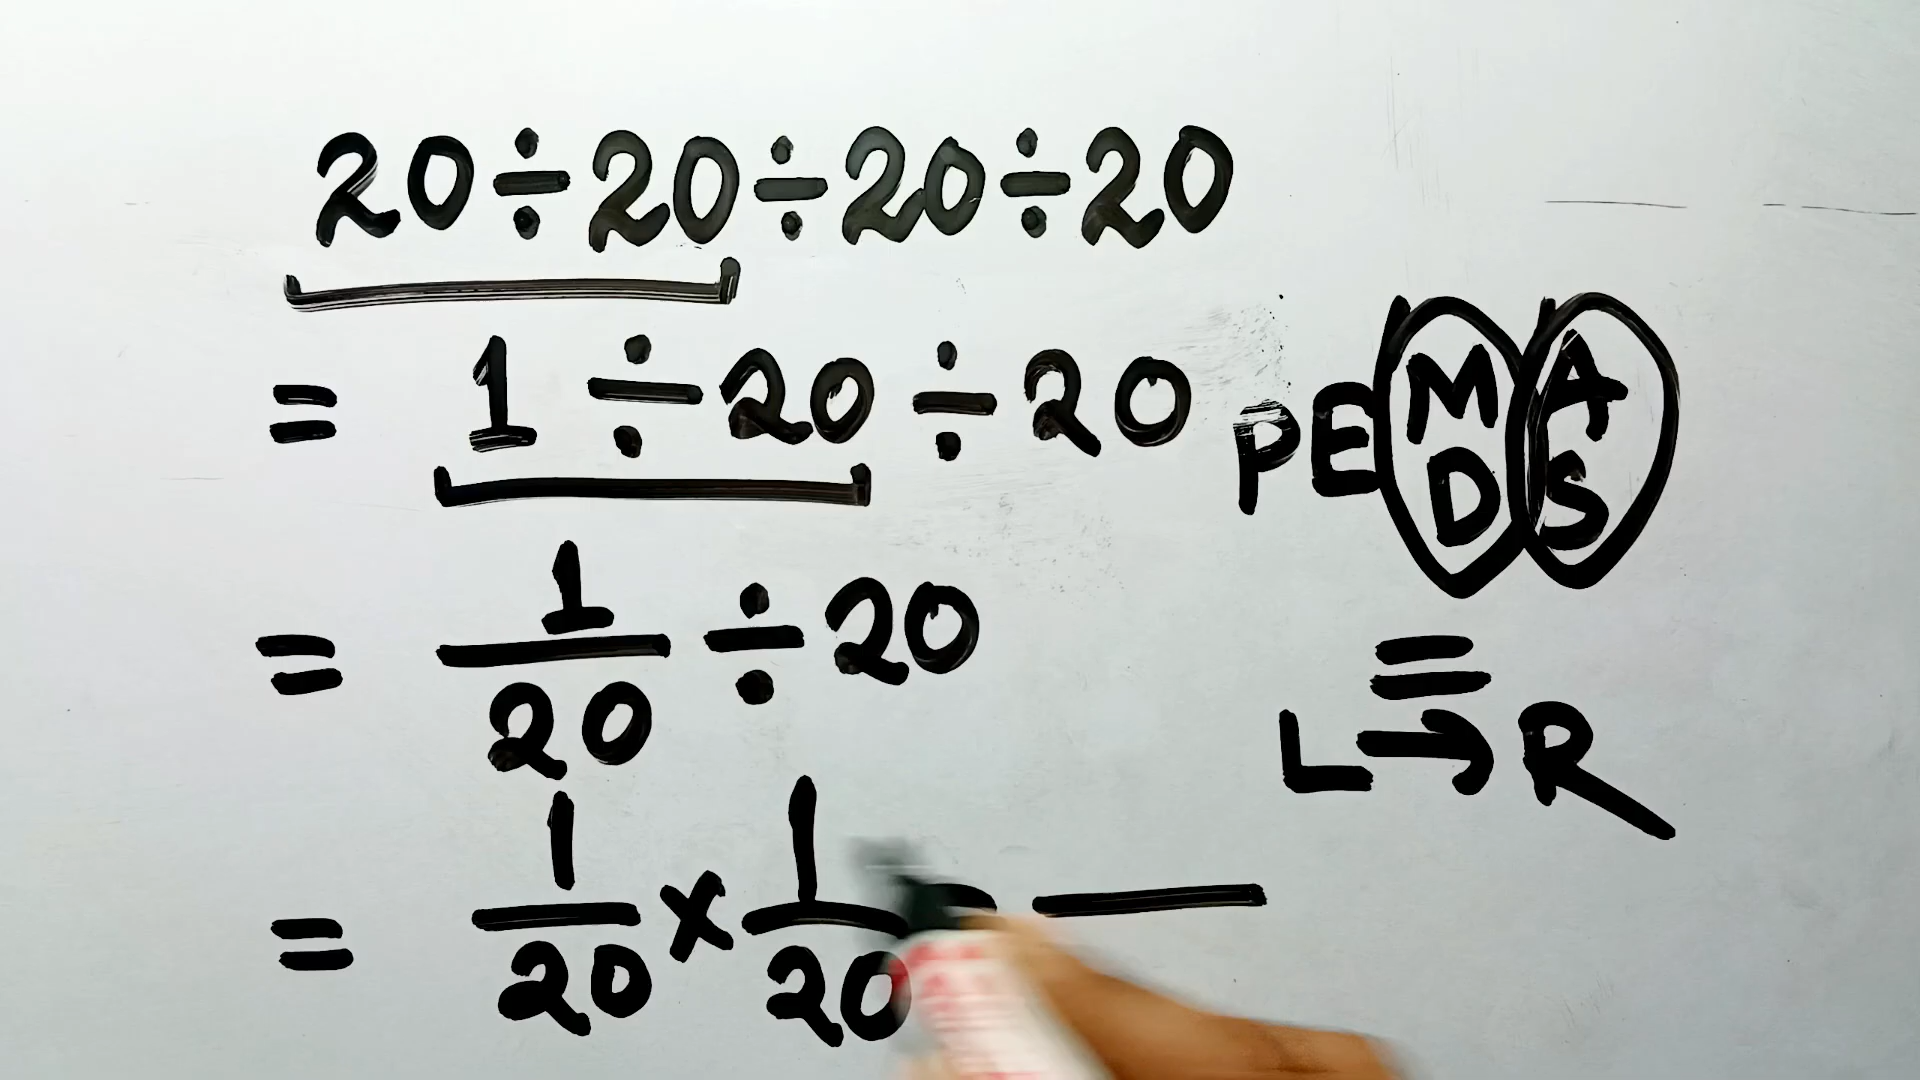 20÷20÷20÷20
= 1 ÷ 20 ÷ 20
PEMDAS
= 1/20 ÷ 20
L → R
= 1/20 × 1/20 =